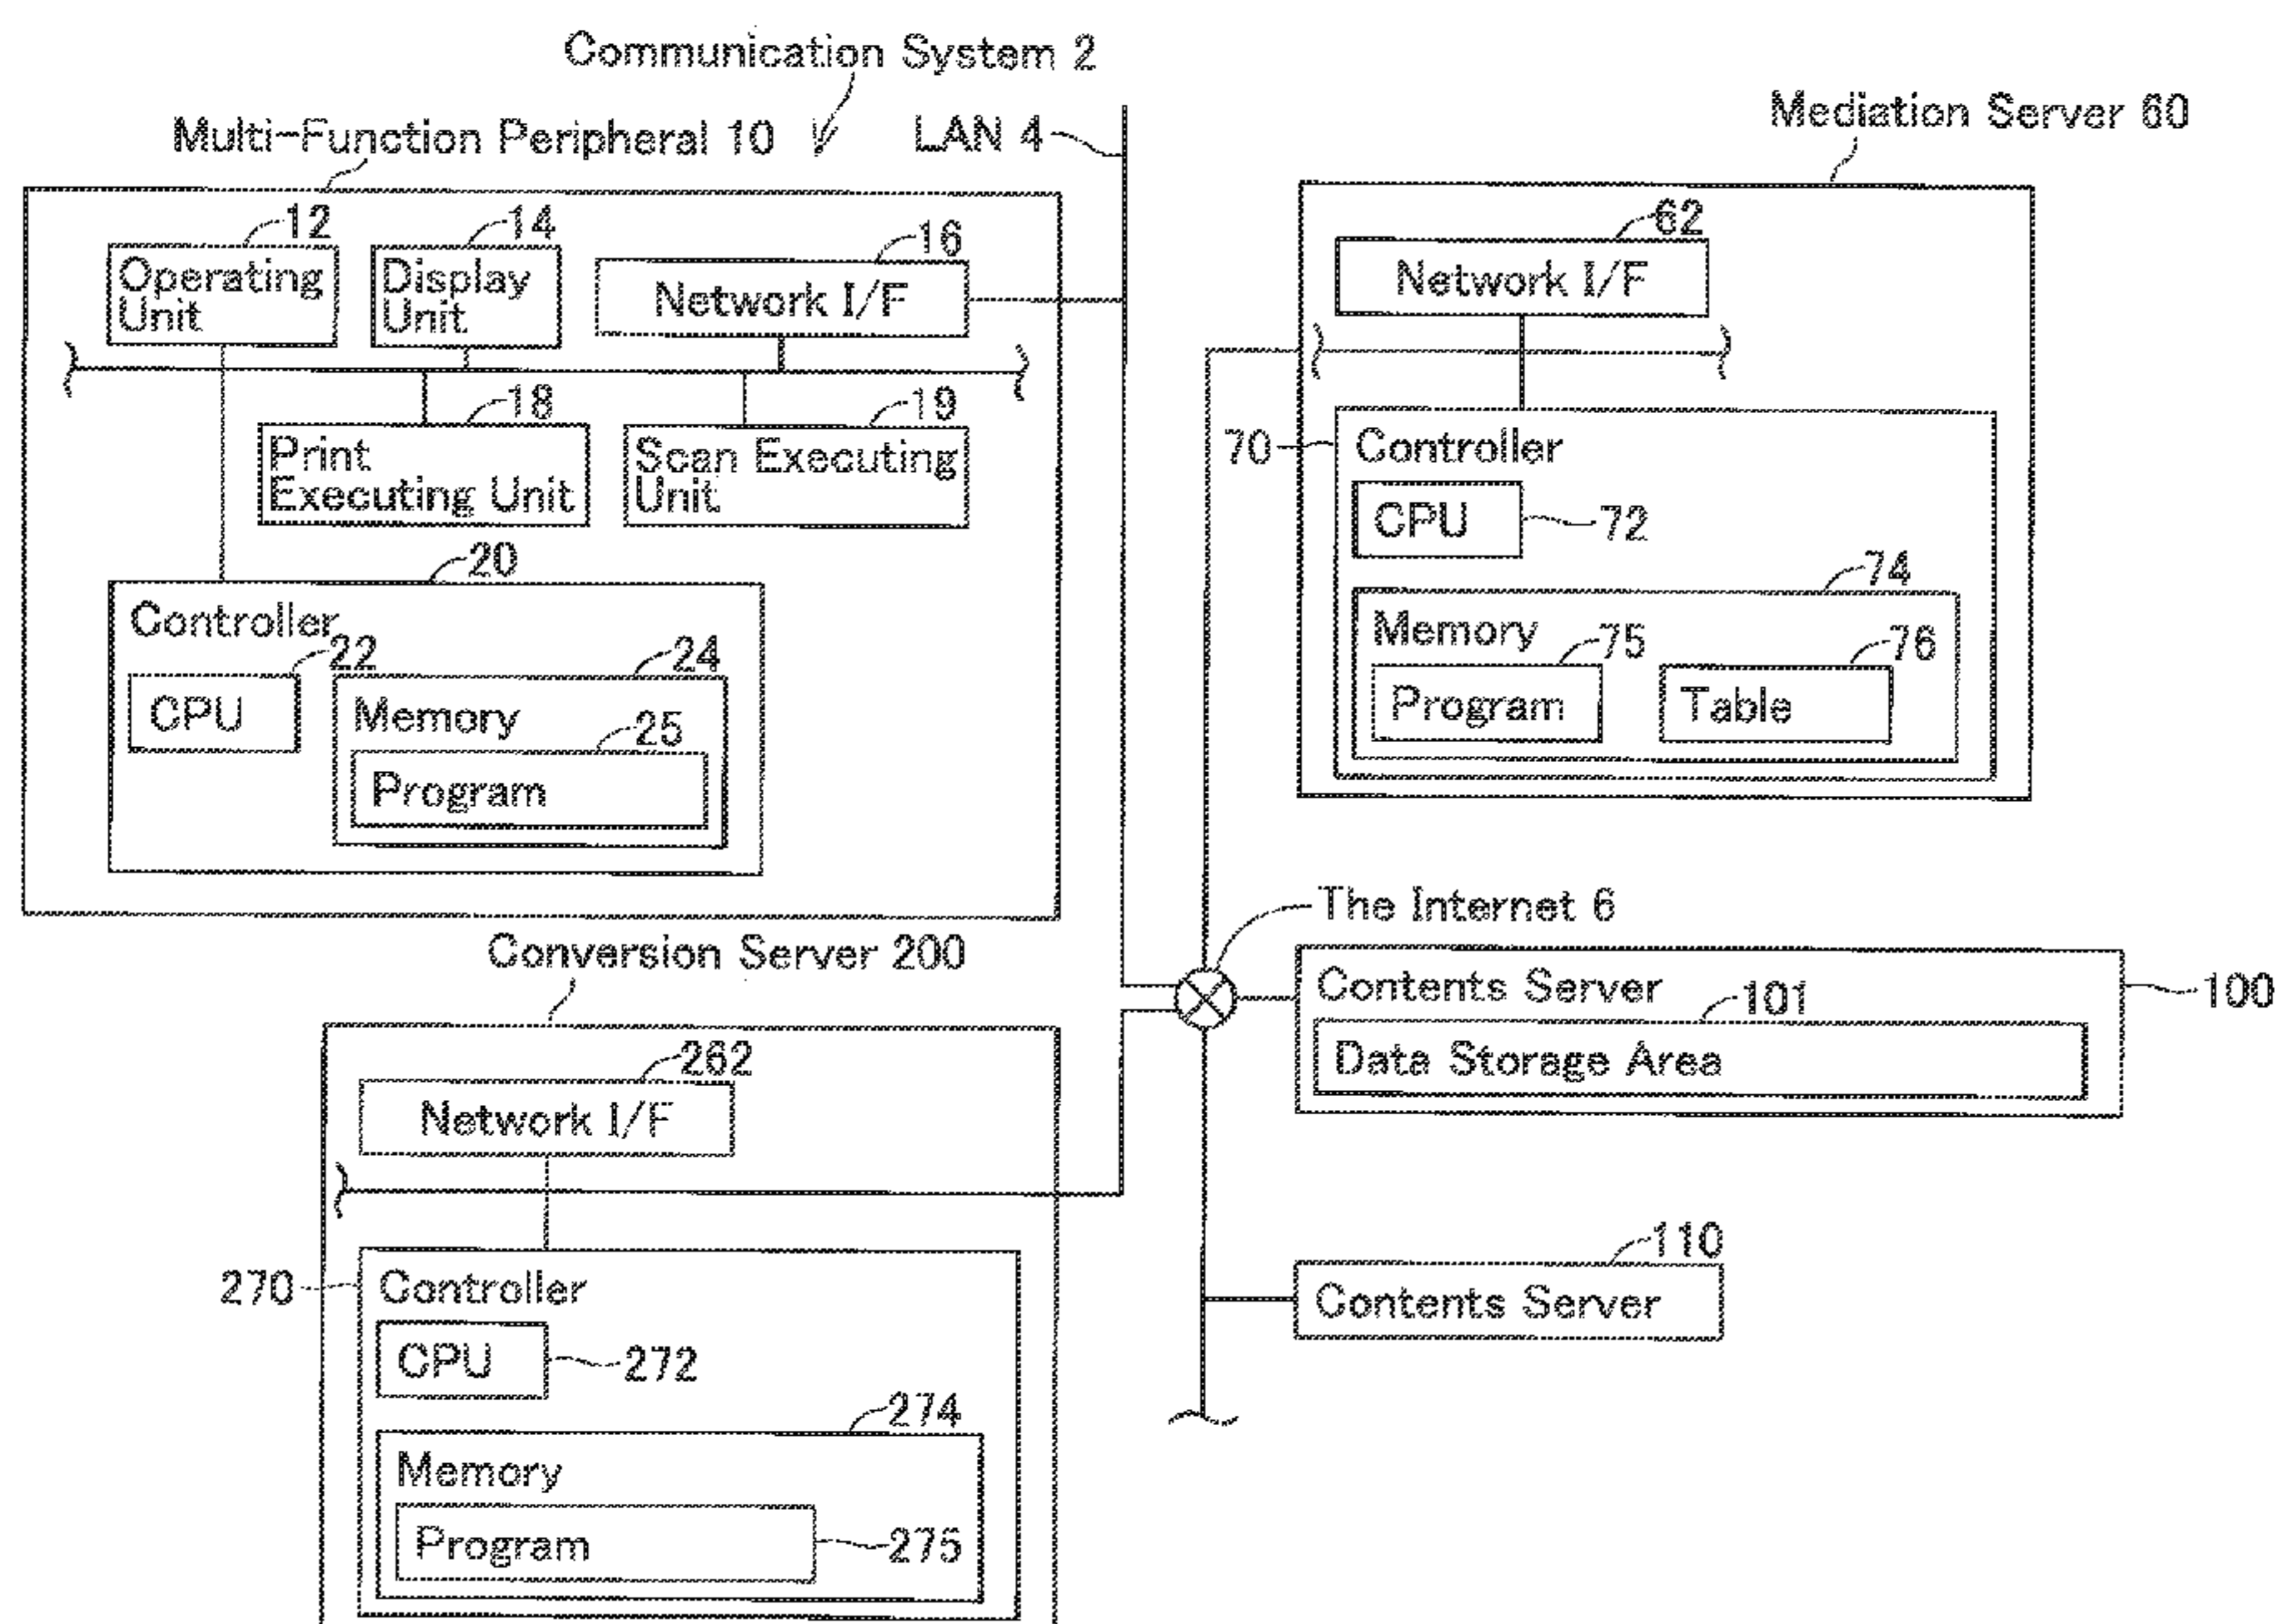 Communication System 2
Multi-Function Peripheral 10
LAN 4
12
Operating
Unit
14
Display
Unit
16
Network I/F
18
Print
Executing Unit
19
Scan Executing
Unit
20
Controller
22
CPU
24
Memory
25
Program
Mediation Server 60
62
Network I/F
70
Controller
CPU
72
74
Memory
75
Program
76
Table
The Internet 6
Contents Server
100
101
Data Storage Area
110
Contents Server
Conversion Server 200
262
Network I/F
270
Controller
CPU
272
274
Memory
Program
275